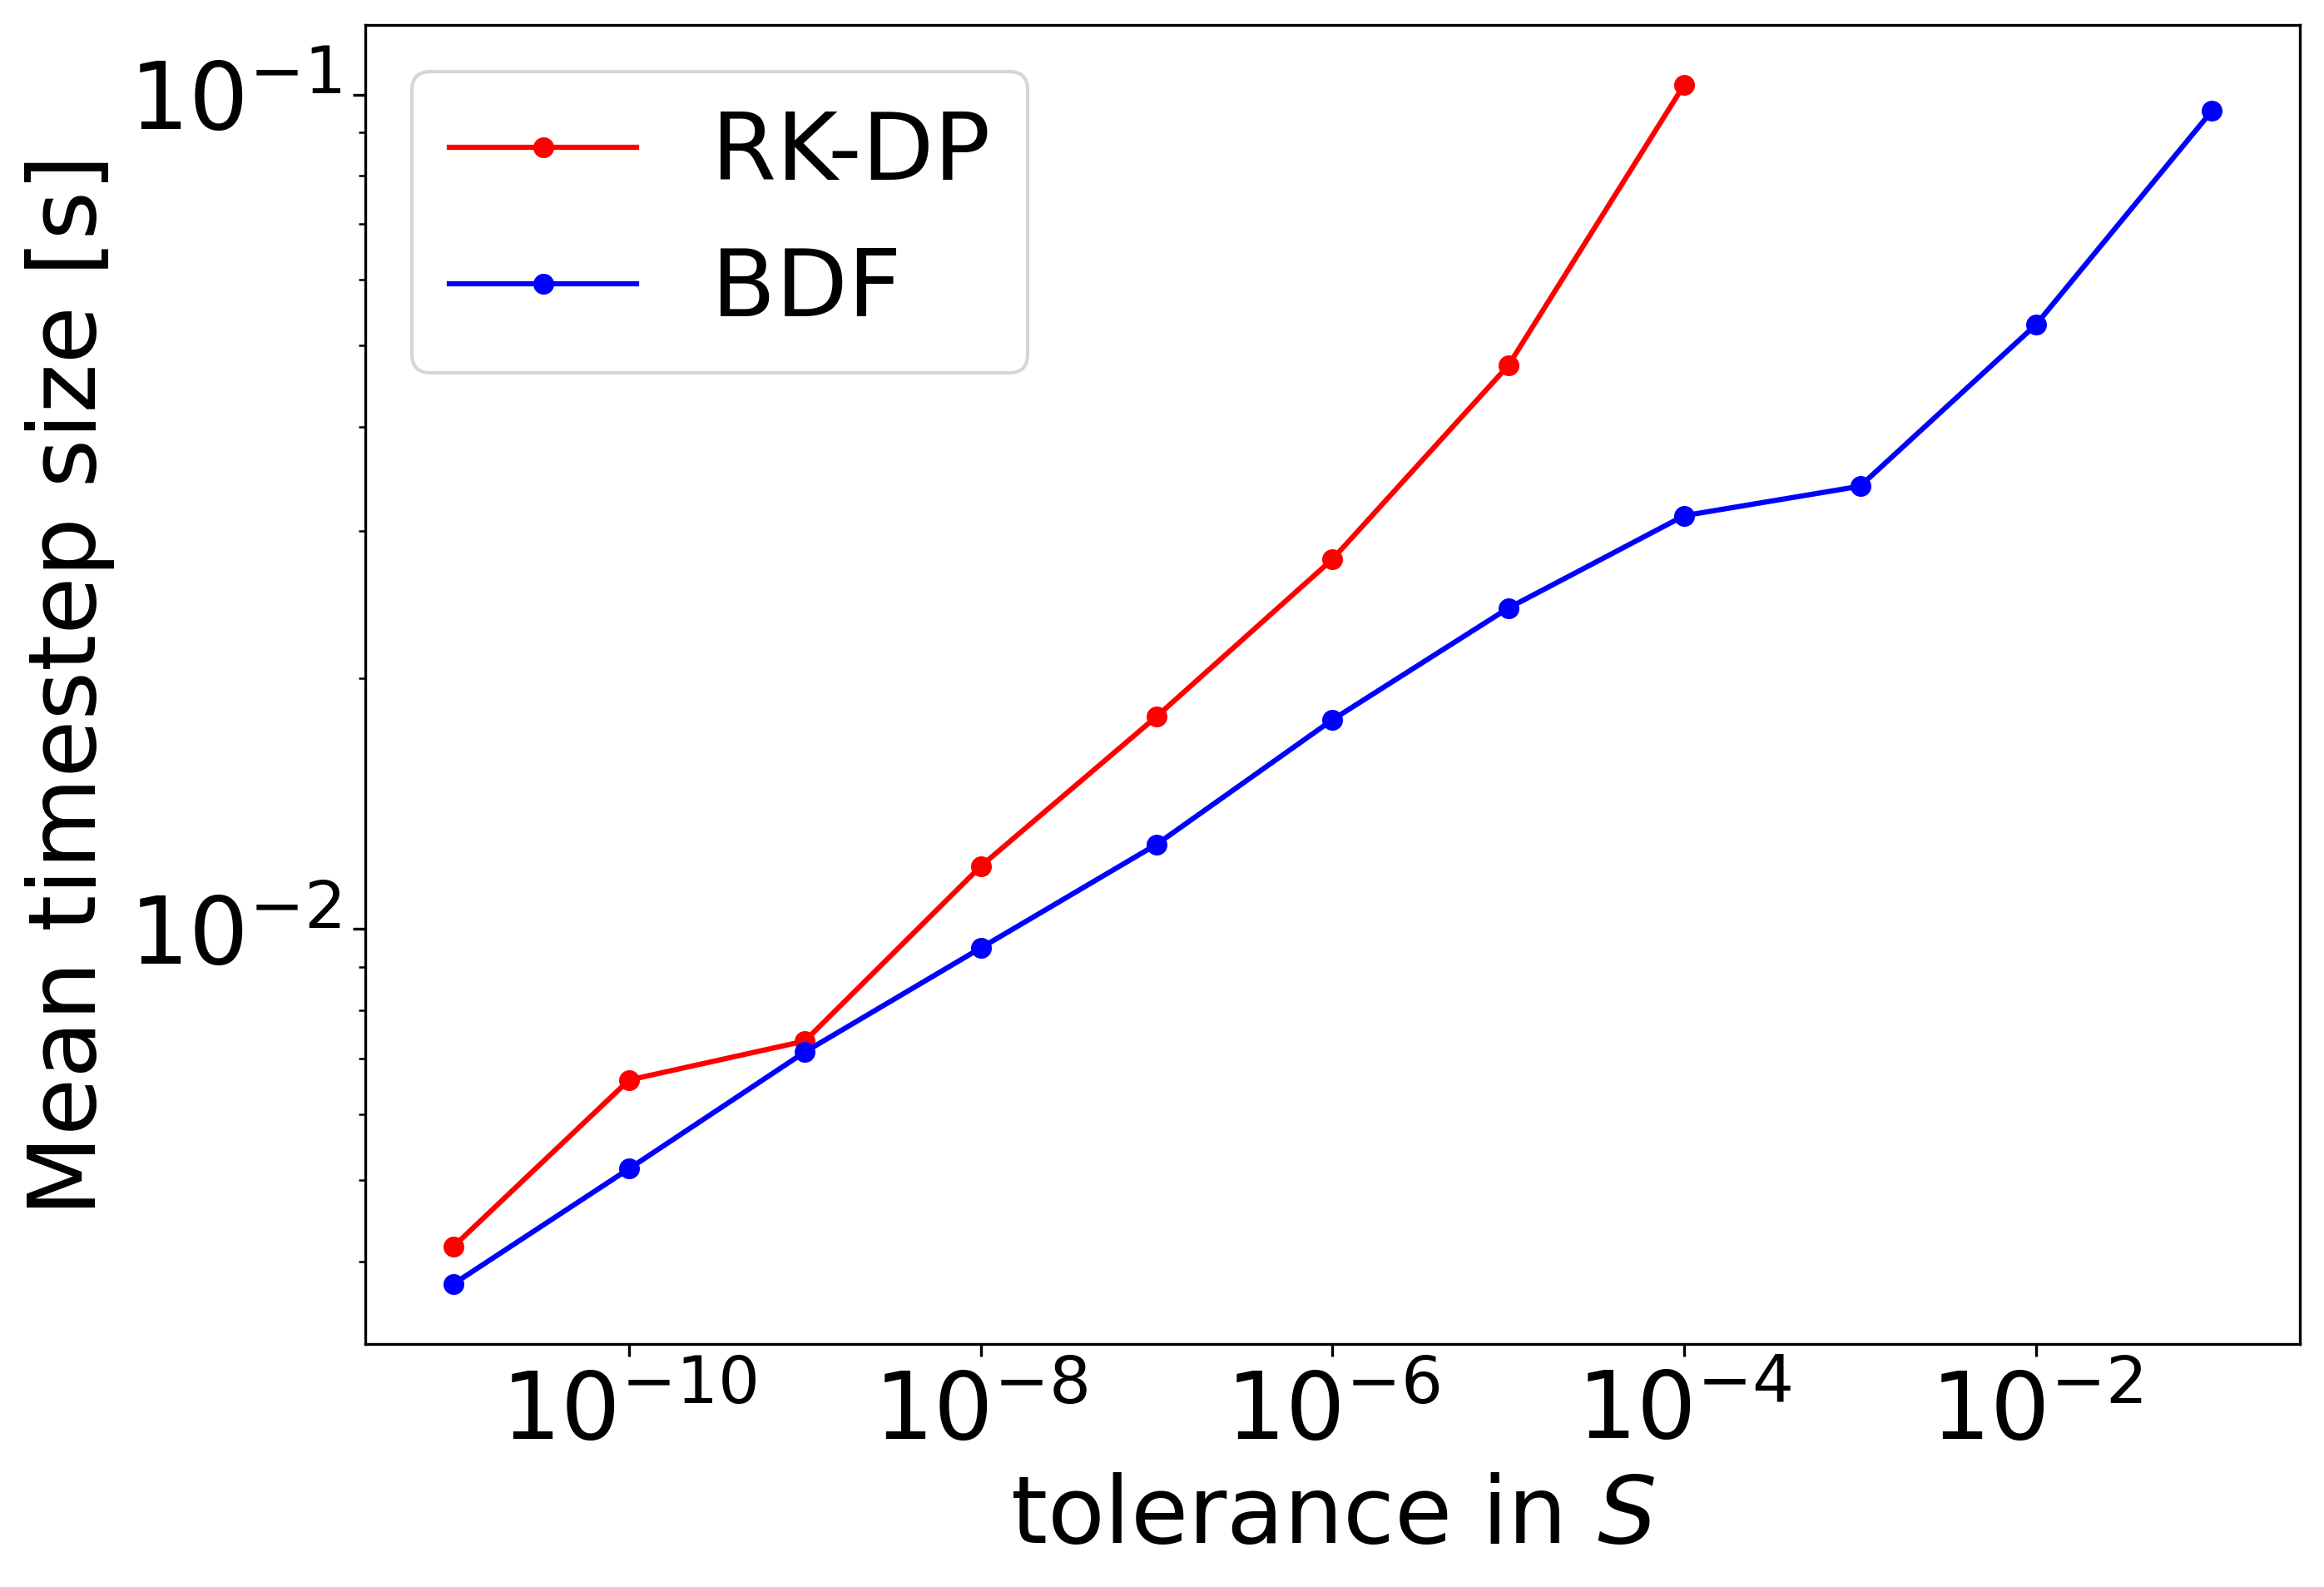 Mean timestep size [s]
10⁻¹
10⁻²
RK-DP
BDF
10⁻¹⁰ 10⁻⁸ 10⁻⁶ 10⁻⁴ 10⁻²
tolerance in S